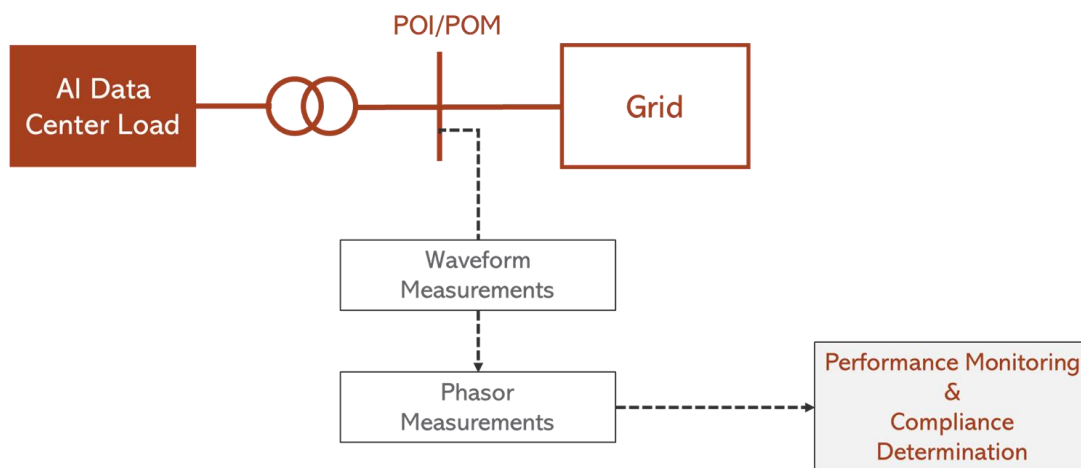 POI/POM
AI Data
Center Load
Grid
Waveform
Measurements
Phasor
Measurements
Performance Monitoring
&
Compliance
Determination